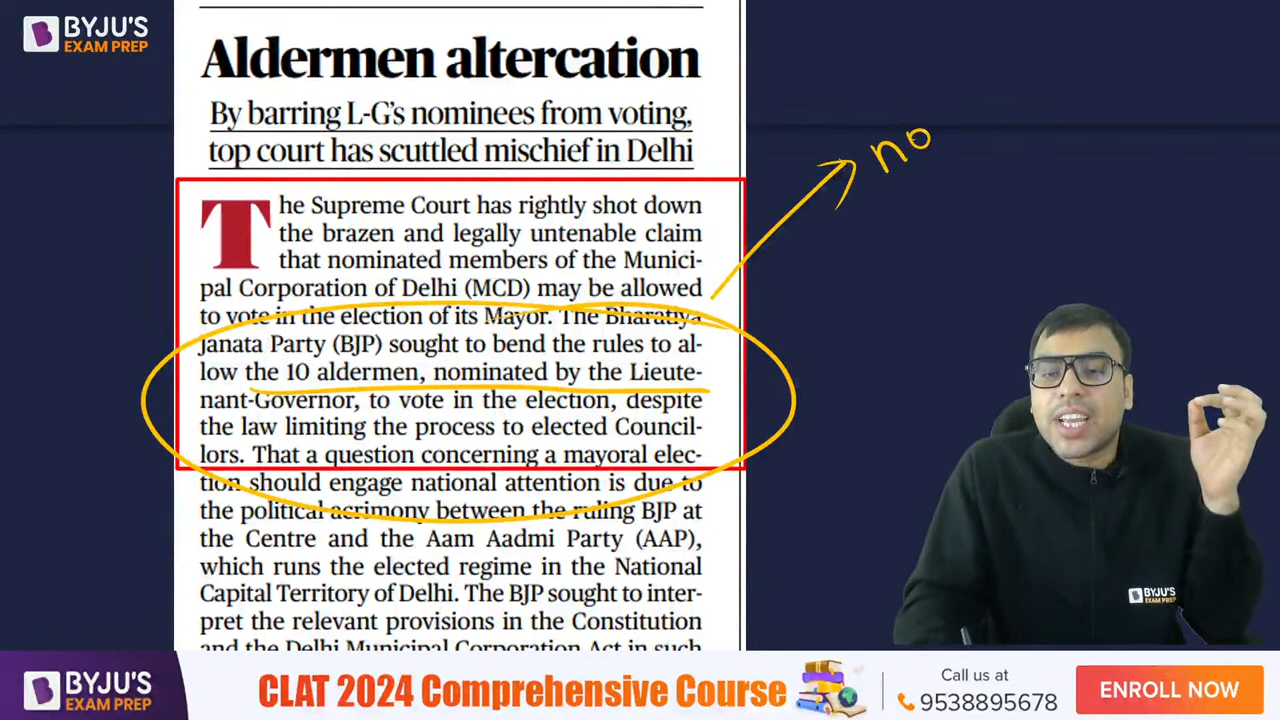 BYJU'S
EXAM PREP
Aldermen altercation
By barring L-G's nominees from voting,
top court has scuttled mischief in Delhi
no
The Supreme Court has rightly shot down
the brazen and legally untenable claim
that nominated members of the Munici-
pal Corporation of Delhi (MCD) may be allowed
to vote in the election of its Mayor. The Bharatiya
Janata Party (BJP) sought to bend the rules to al-
low the 10 aldermen, nominated by the Lieute-
nant-Governor, to vote in the election, despite
the law limiting the process to elected Council-
lors. That a question concerning a mayoral elec-
tion should engage national attention is due to
the political acrimony between the ruling BJP at
the Centre and the Aam Aadmi Party (AAP),
which runs the elected regime in the National
Capital Territory of Delhi. The BJP sought to inter-
pret the relevant provisions in the Constitution
and the Delhi Municipal Corporation Act in such
BYJU'S
EXAM PREP
BYJU'S
EXAM PREP
CLAT 2024 Comprehensive Course
Call us at
9538895678
ENROLL NOW